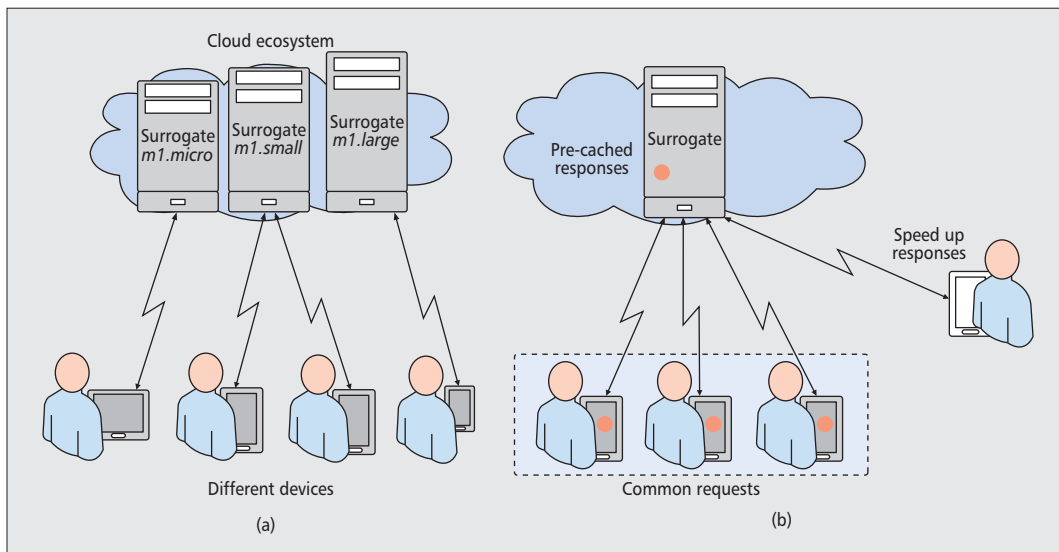 Cloud ecosystem
Surrogate
m1.micro
Surrogate
m1.small
Surrogate
m1.large
Different devices
(a)
Pre-cached
responses
Surrogate
Speed up
responses
Common requests
(b)